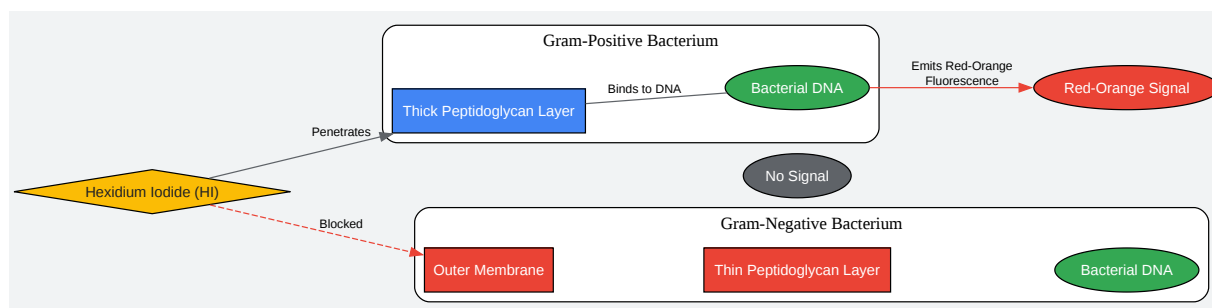 Gram-Positive Bacterium
Emits Red-Orange
Fluorescence
Bacterial DNA
Red-Orange Signal
Binds to DNA
Thick Peptidoglycan Layer
Penetrates
No Signal
Hexidium Iodide (HI)
Blocked
Gram-Negative Bacterium
Outer Membrane
Thin Peptidoglycan Layer
Bacterial DNA